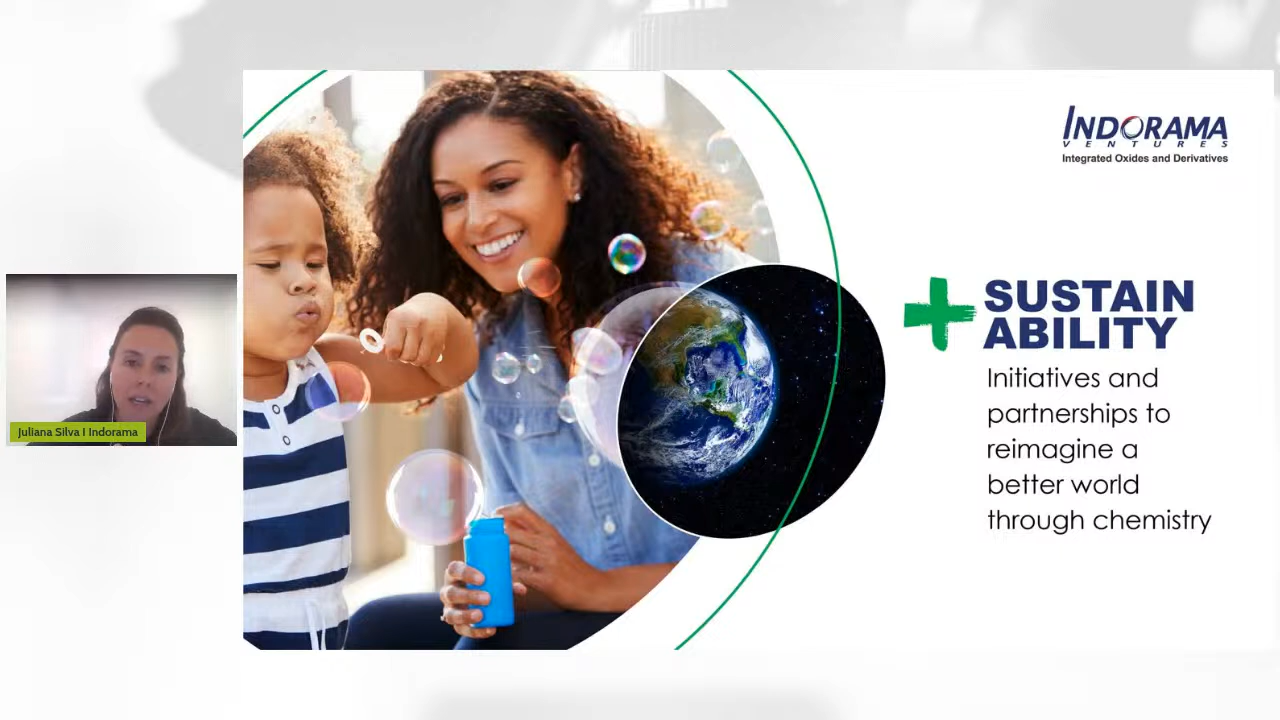 INDORAMA
VENTURES
Integrated Oxides and Derivatives
SUSTAIN
ABILITY
Initiatives and
partnerships to
reimagine a
better world
through chemistry
Juliana Silva I Indorama